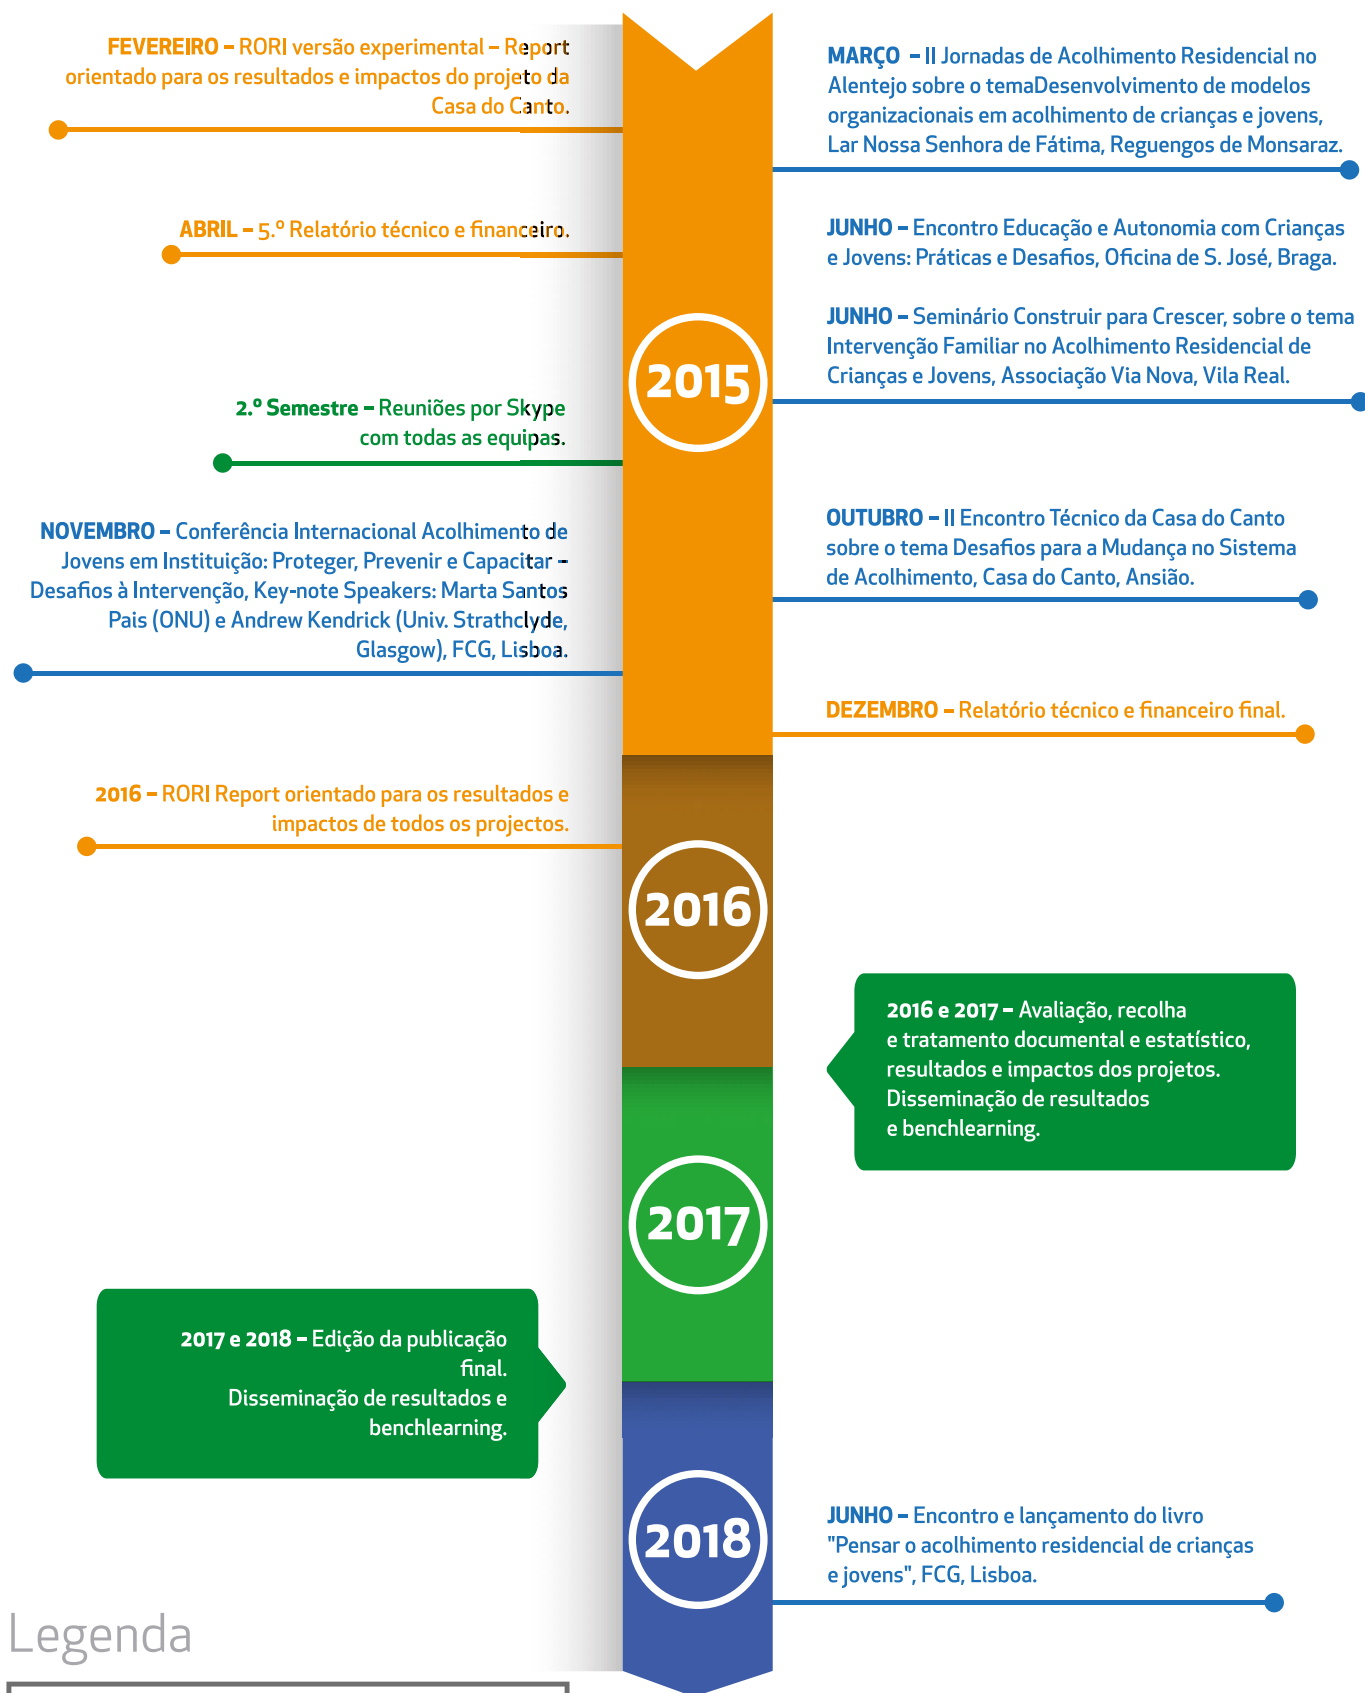 FEVEREIRO – RORI versão experimental – Report
orientado para os resultados e impactos do projeto da
Casa do Canto.
MARÇO – II Jornadas de Acolhimento Residencial no
Alentejo sobre o temaDesenvolvimento de modelos
organizacionais em acolhimento de crianças e jovens,
Lar Nossa Senhora de Fátima, Reguengos de Monsaraz.
ABRIL – 5.º Relatório técnico e financeiro.
JUNHO – Encontro Educação e Autonomia com Crianças
e Jovens: Práticas e Desafios, Oficina de S. José, Braga.
JUNHO – Seminário Construir para Crescer, sobre o tema
Intervenção Familiar no Acolhimento Residencial de
Crianças e Jovens, Associação Via Nova, Vila Real.
2015
2.º Semestre – Reuniões por Skype
com todas as equipas.
OUTUBRO – II Encontro Técnico da Casa do Canto
sobre o tema Desafios para a Mudança no Sistema
de Acolhimento, Casa do Canto, Ansião.
NOVEMBRO – Conferência Internacional Acolhimento de
Jovens em Instituição: Proteger, Prevenir e Capacitar –
Desafios à Intervenção, Key-note Speakers: Marta Santos
Pais (ONU) e Andrew Kendrick (Univ. Strathclyde,
Glasgow), FCG, Lisboa.
DEZEMBRO – Relatório técnico e financeiro final.
2016 – RORI Report orientado para os resultados e
impactos de todos os projectos.
2016
2016 e 2017 – Avaliação, recolha
e tratamento documental e estatístico,
resultados e impactos dos projetos.
Disseminação de resultados
e benchlearning.
2017
2017 e 2018 – Edição da publicação
final.
Disseminação de resultados e
benchlearning.
2018
JUNHO – Encontro e lançamento do livro
"Pensar o acolhimento residencial de crianças
e jovens", FCG, Lisboa.
Legenda